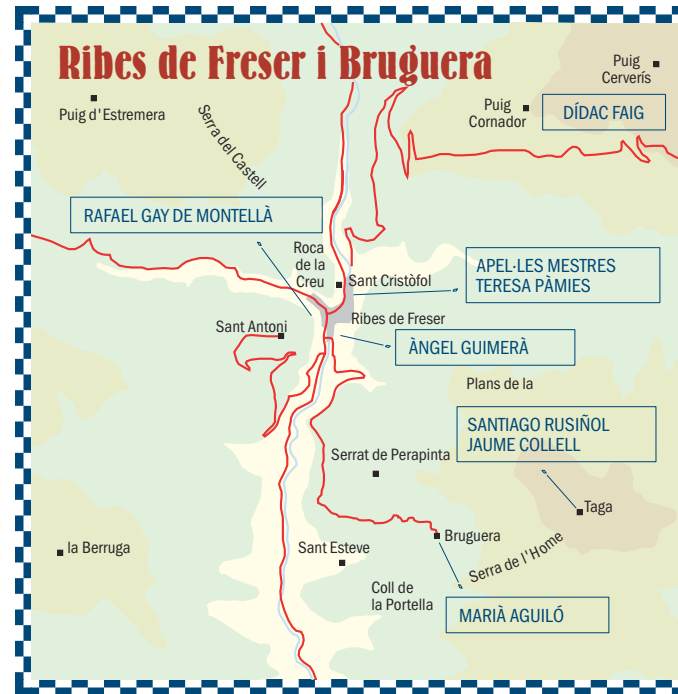 Ribes de Freser i Bruguera
Puig
Cerverís
Puig d'Estremera
Puig
Cornador
DÍDAC FAIG
Serra del Castell
RAFAEL GAY DE MONTELLÀ
Roca
de la
Creu
Sant Cristòfol
APEL·LES MESTRES
TERESA PÀMIES
Sant Antoni
Ribes de Freser
ÀNGEL GUIMERÀ
Plans de la
SANTIAGO RUSIÑOL
JAUME COLLELL
Serrat de Perapinta
Taga
Bruguera
la Berruga
Sant Esteve
Serra de l'Home
Coll de
la Portella
MARIÀ AGUILÓ